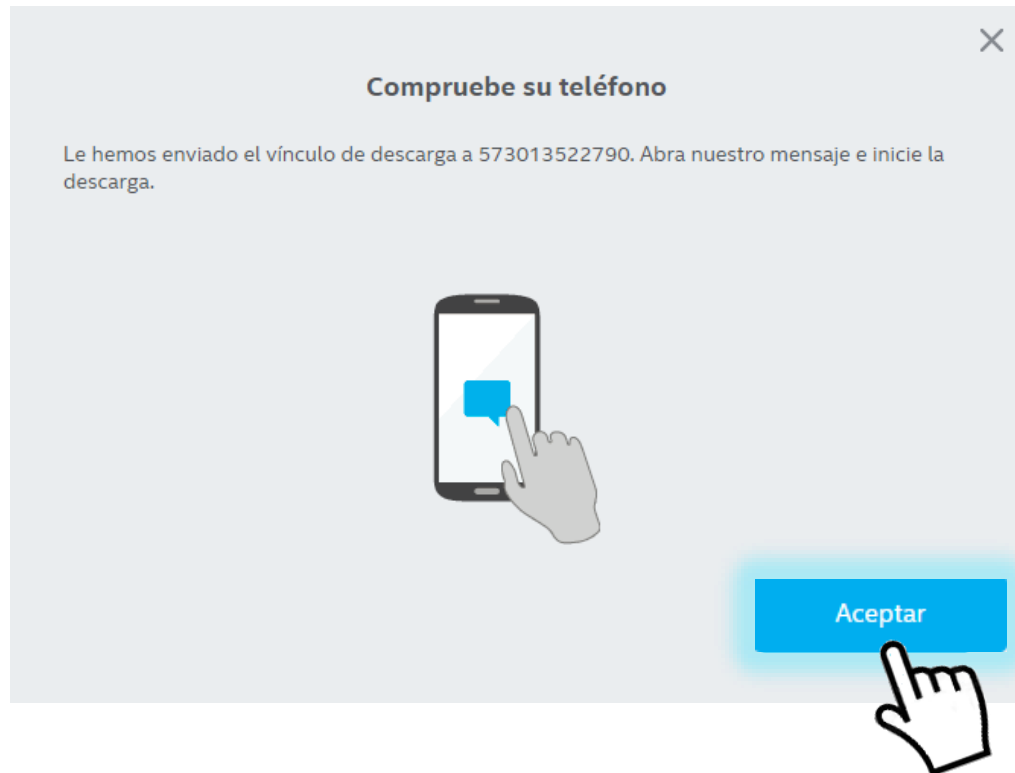 Compruebe su teléfono
Le hemos enviado el vínculo de descarga a 573013522790. Abra nuestro mensaje e inicie la
descarga.
Aceptar